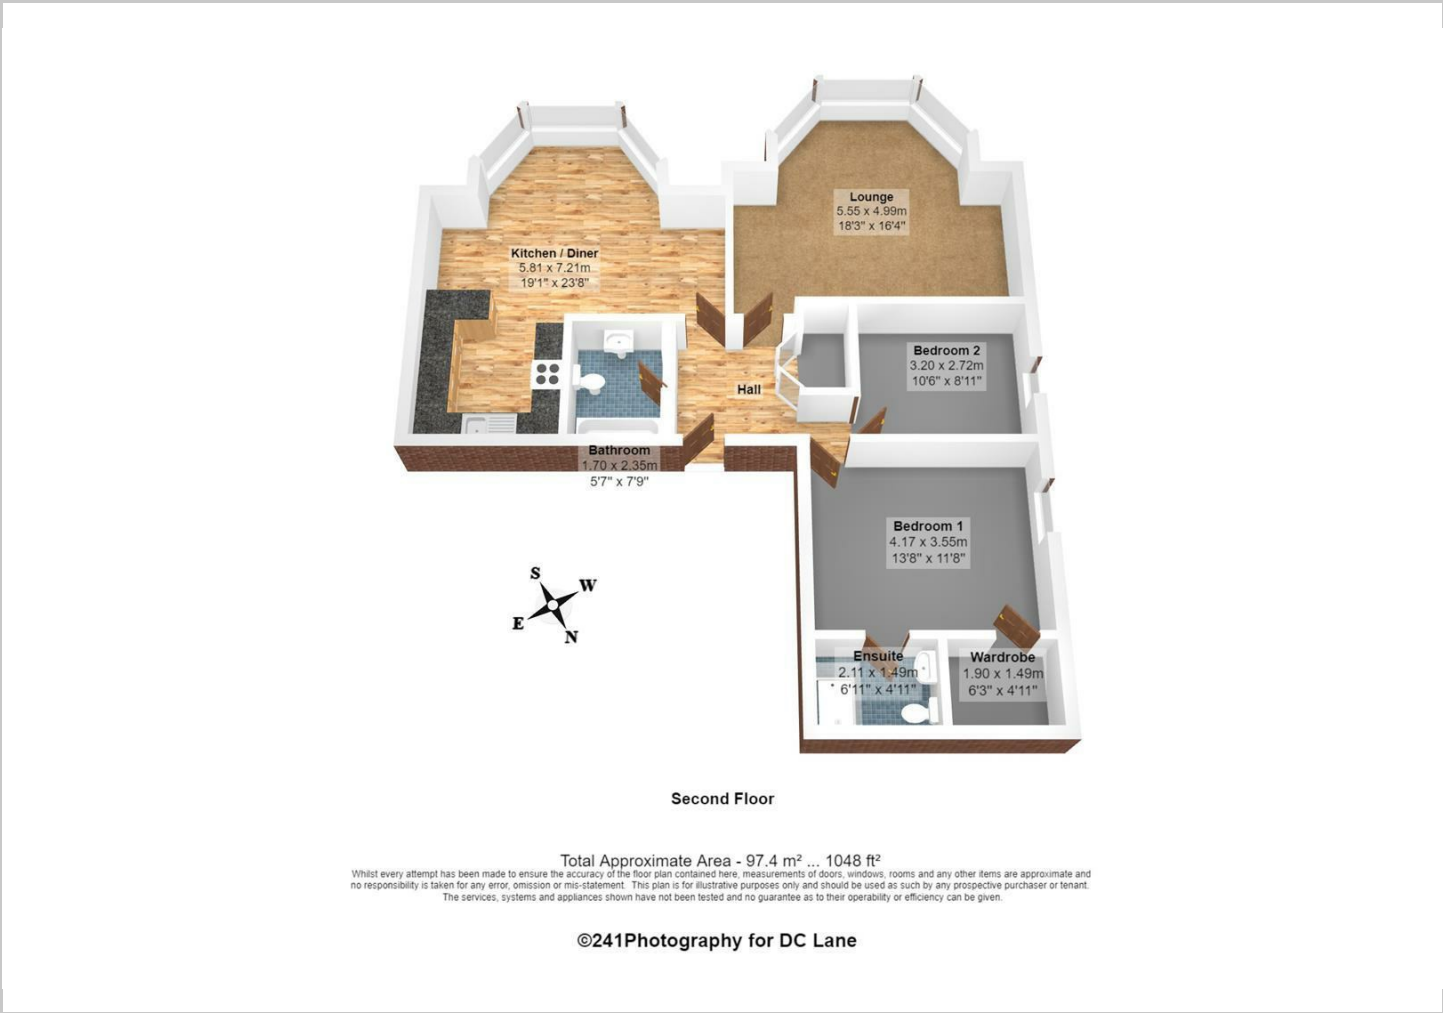 Lounge
5.55 x 4.99m
18'3" x 16'4"
Kitchen / Diner
5.81 x 7.21m
19'1" x 23'8"
Bedroom 2
3.20 x 2.72m
10'6" x 8'11"
Hall
Bathroom
1.70 x 2.35m
5'7" x 7'9"
Bedroom 1
4.17 x 3.55m
13'8" x 11'8"
S
W
E
N
Ensuite
2.11 x 1.49m
6'11" x 4'11"
Wardrobe
1.90 x 1.49m
6'3" x 4'11"
Second Floor
Total Approximate Area - 97.4 m² ... 1048 ft²
Whilst every attempt has been made to ensure the accuracy of the floor plan contained here, measurements of doors, windows, rooms and any other items are approximate and
no responsibility is taken for any error, omission or mis-statement. This plan is for illustrative purposes only and should be used as such by any prospective purchaser or tenant.
The services, systems and appliances shown have not been tested and no guarantee as to their operability or efficiency can be given.
©241Photography for DC Lane